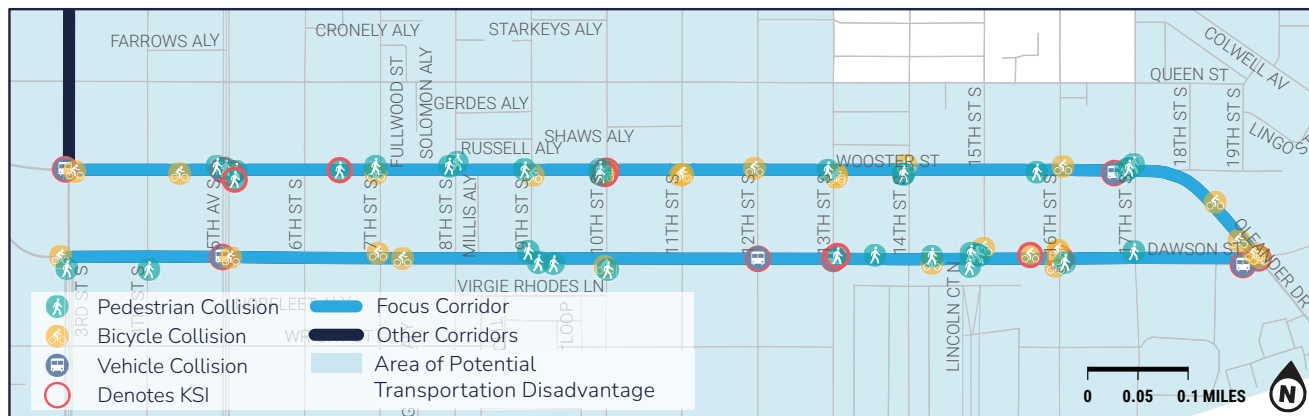 FARROWS ALY
CRONELY ALY
STARKEYS ALY
COLWELL AV
QUEEN ST
FULLWOOD ST
SOLOMON ALY
GERDES ALY
SHAWS ALY
RUSSELL ALY
WOOSTER ST
15TH ST S
18TH ST S
19TH ST S
5TH AV S
6TH ST S
7TH ST S
8TH ST S
MILLIS ALY
9TH ST S
10TH ST S
11TH ST S
12TH ST S
13TH ST S
14TH ST S
16TH ST S
17TH ST S
OLEANDER DR
DAWSON ST
3RD ST S
4TH ST S
VIRGIE RHODES LN
LINCOLN CT N
LOOP
Pedestrian Collision
Bicycle Collision
Vehicle Collision
Denotes KSI
Focus Corridor
Other Corridors
Area of Potential
Transportation Disadvantage
0 0.05 0.1 MILES
N